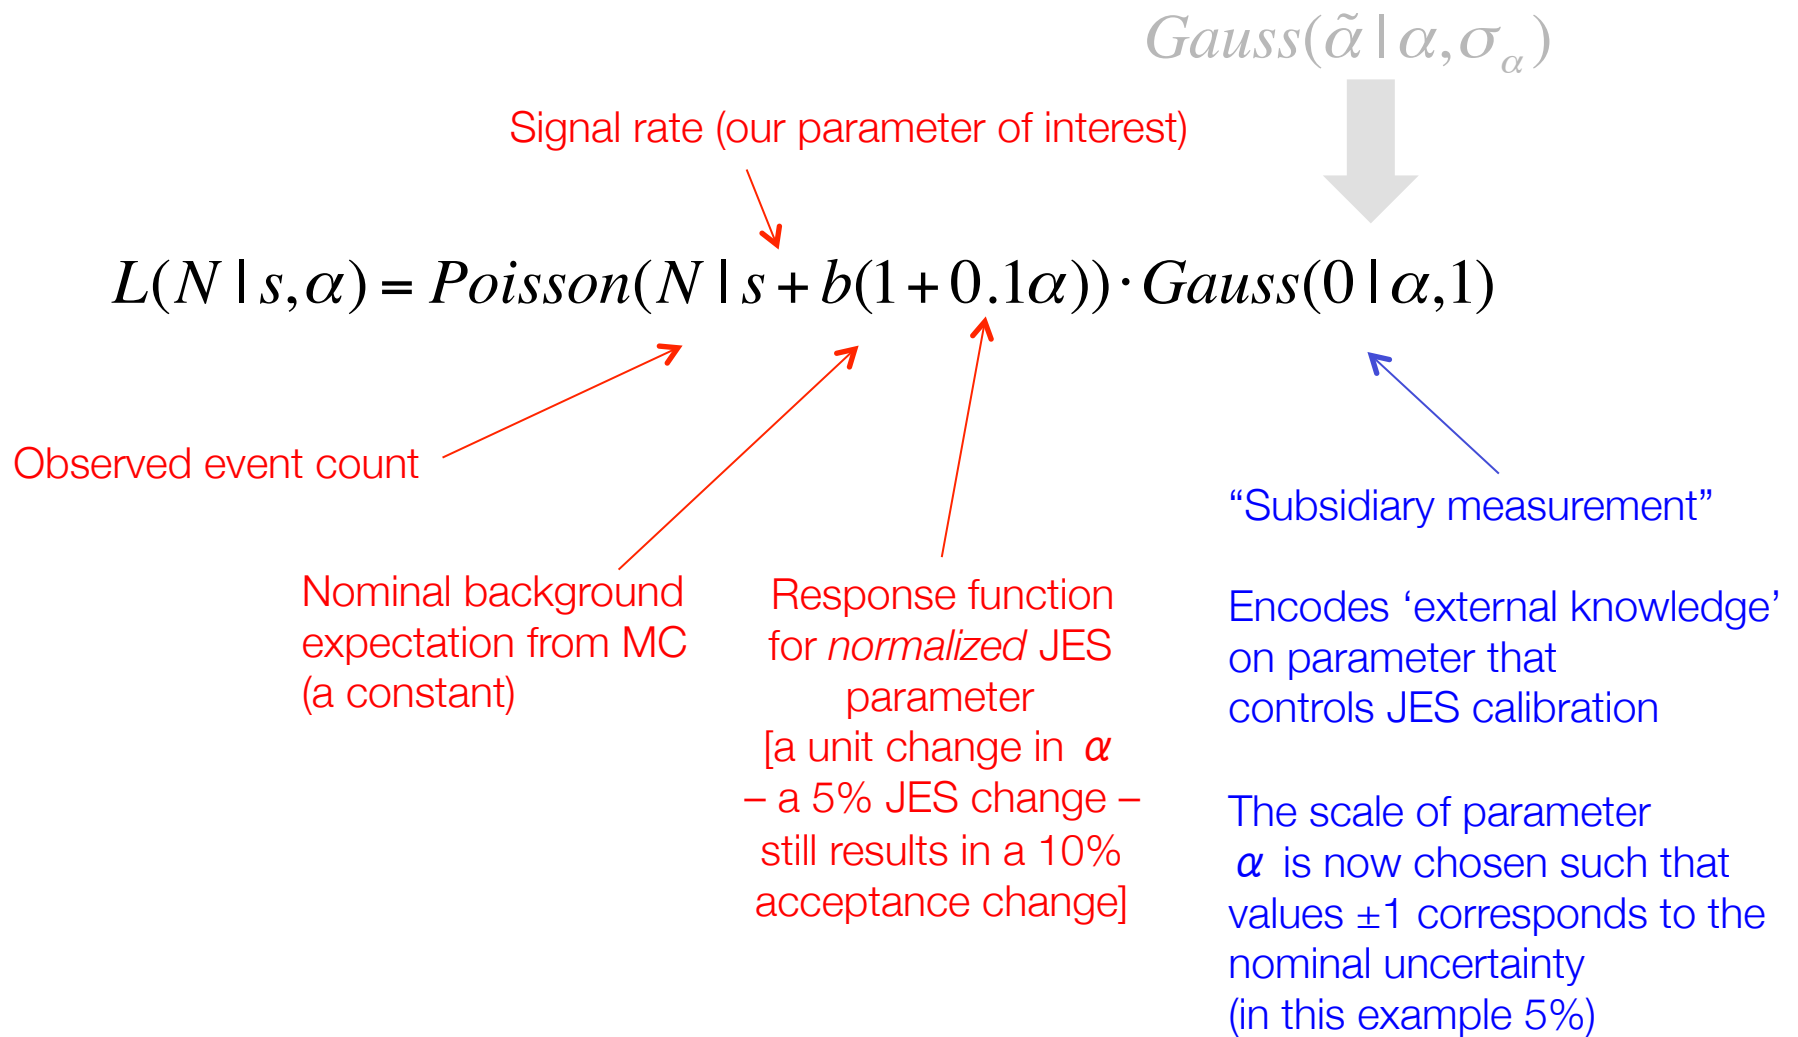 Gauss(α̃ | α,σ_α)
Signal rate (our parameter of interest)
L(N | s,α) = Poisson(N | s + b(1+0.1α))·Gauss(0 | α,1)
Observed event count
Nominal background
expectation from MC
(a constant)
Response function
for normalized JES
parameter
[a unit change in α
– a 5% JES change –
still results in a 10%
acceptance change]
“Subsidiary measurement”
Encodes ‘external knowledge’
on parameter that
controls JES calibration
The scale of parameter
α is now chosen such that
values ±1 corresponds to the
nominal uncertainty
(in this example 5%)